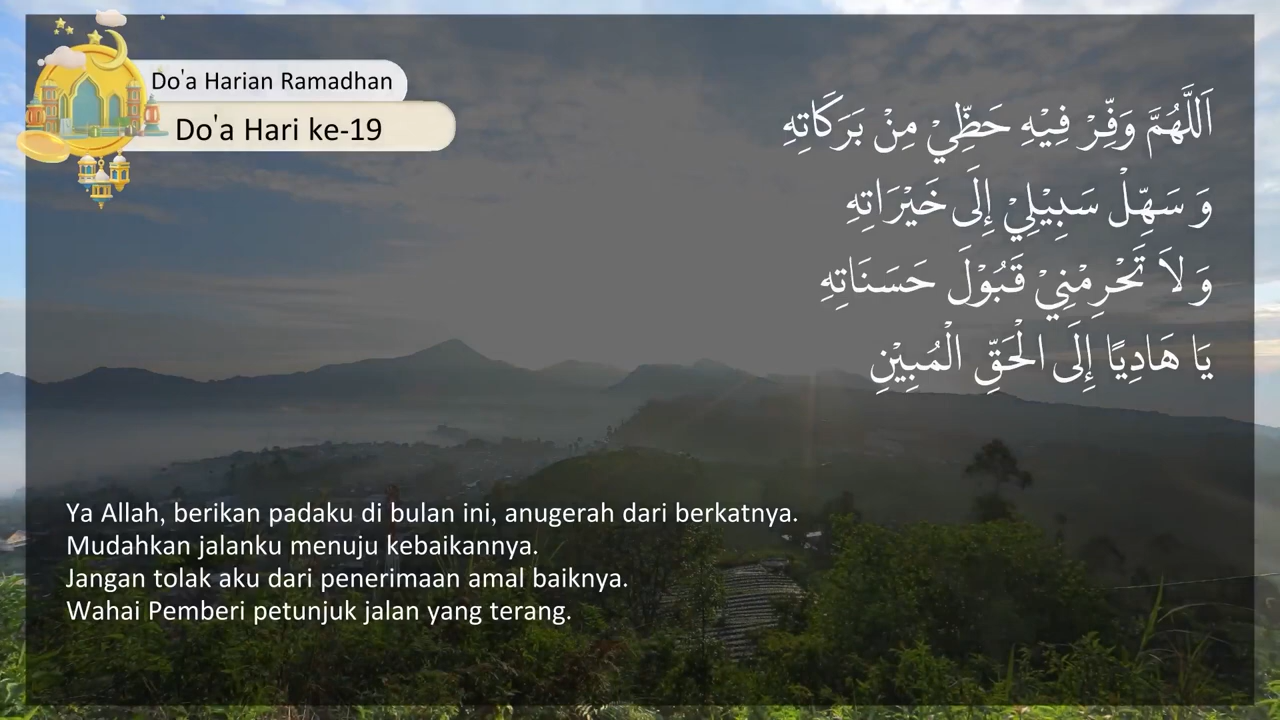 Do'a Harian Ramadhan
Do'a Hari ke-19
اَللَّهُمَّ وَفِّرْ فِيْهِ حَظِّيْ مِنْ بَرَكَاتِهِ
وَ سَهِّلْ سَبِيْلِيْ إِلَى خَيْرَاتِهِ
وَ لاَ تَحْرِمْنِيْ قَبُوْلَ حَسَنَاتِهِ
يَا هَادِيًا إِلَى الْحَقِّ الْمُبِيْنِ
Ya Allah, berikan padaku di bulan ini, anugerah dari berkatnya.
Mudahkan jalanku menuju kebaikannya.
Jangan tolak aku dari penerimaan amal baiknya.
Wahai Pemberi petunjuk jalan yang terang.